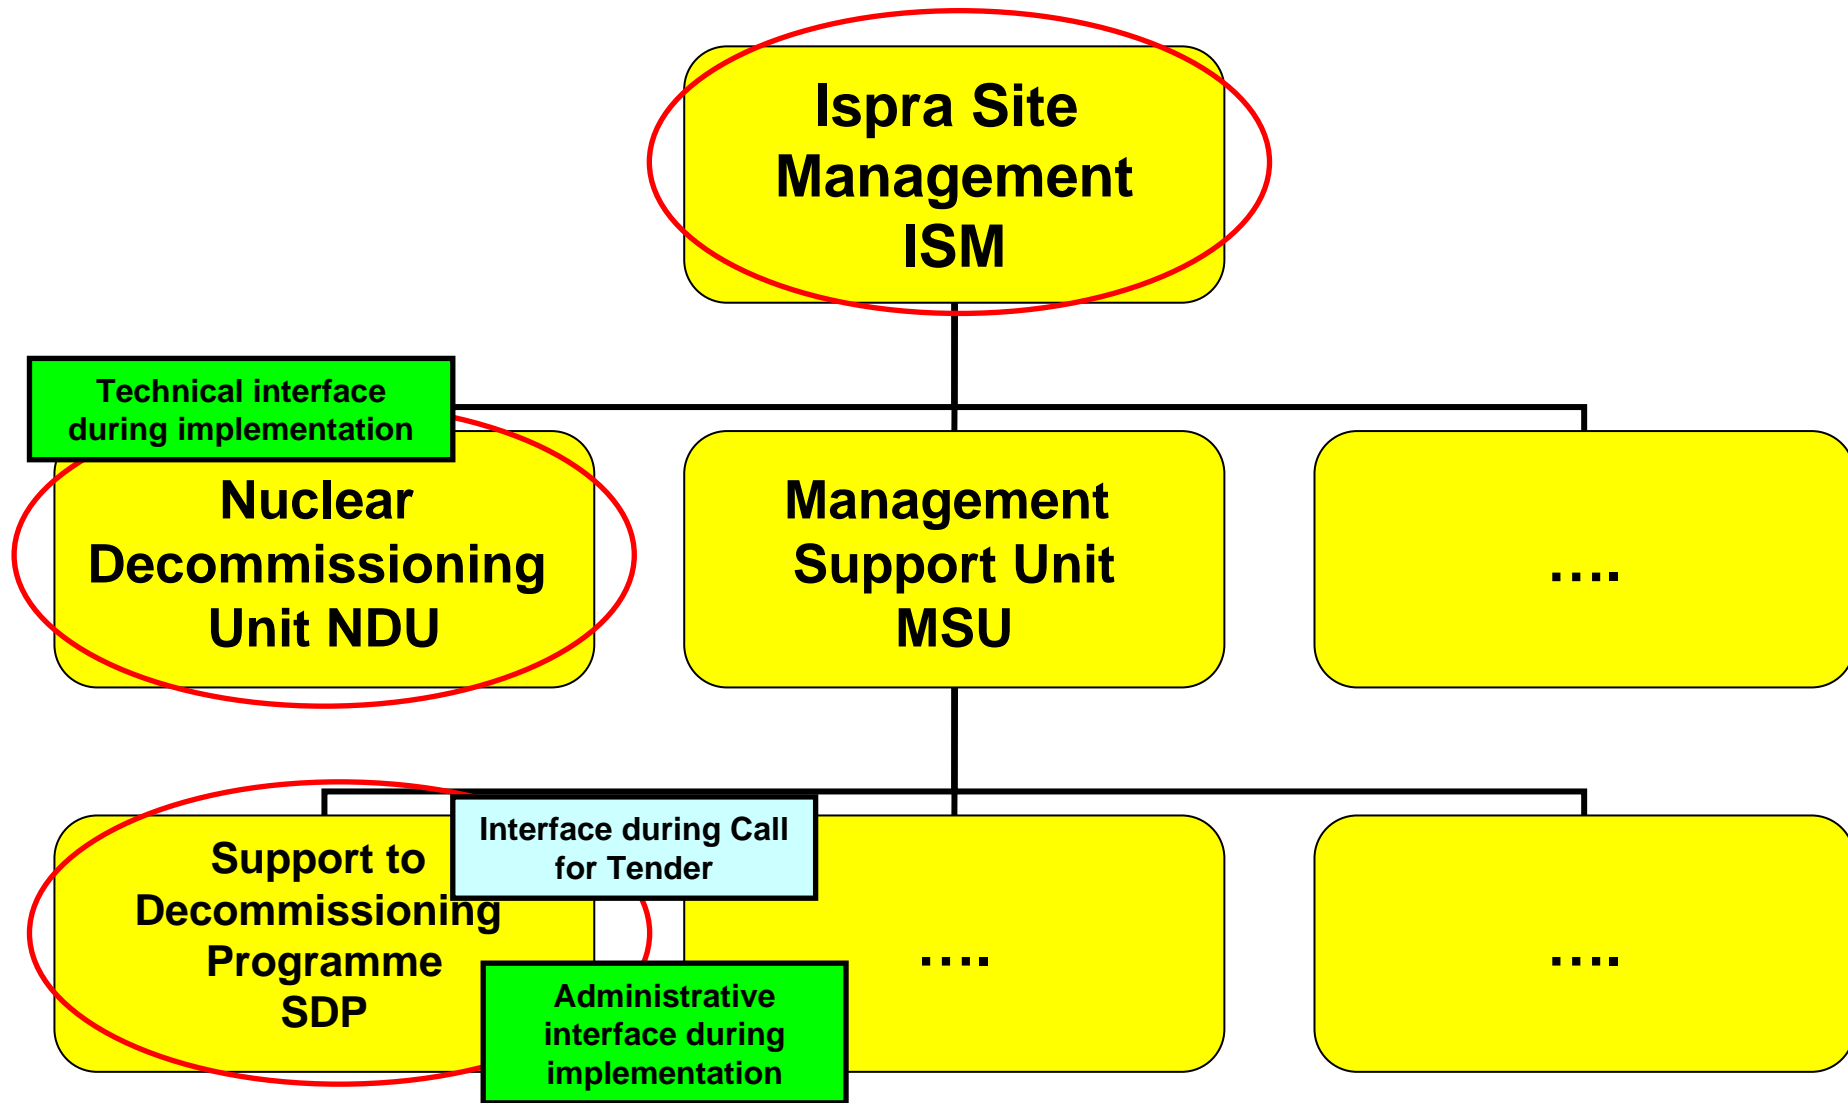 Ispra Site
Management
ISM
Technical interface
during implementation
Nuclear
Decommissioning
Unit NDU
Management
Support Unit
MSU
....
Support to
Decommissioning
Programme
SDP
Interface during Call
for Tender
Administrative
interface during
implementation
....
....